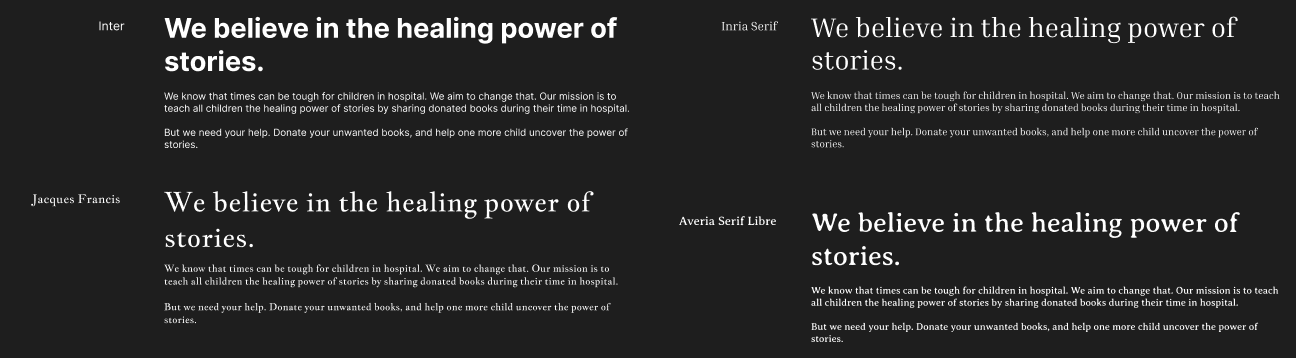 Inter
We believe in the healing power of
stories.
We know that times can be tough for children in hospital. We aim to change that. Our mission is to
teach all children the healing power of stories by sharing donated books during their time in hospital.
But we need your help. Donate your unwanted books, and help one more child uncover the power of
stories.
Inria Serif
We believe in the healing power of
stories.
We know that times can be tough for children in hospital. We aim to change that. Our mission is to teach
all children the healing power of stories by sharing donated books during their time in hospital.
But we need your help. Donate your unwanted books, and help one more child uncover the power of
stories.
Jacques Francis
We believe in the healing power of
stories.
We know that times can be tough for children in hospital. We aim to change that. Our mission is to
teach all children the healing power of stories by sharing donated books during their time in hospital.
But we need your help. Donate your unwanted books, and help one more child uncover the power of
stories.
Averia Serif Libre
We believe in the healing power of
stories.
We know that times can be tough for children in hospital. We aim to change that. Our mission is to teach
all children the healing power of stories by sharing donated books during their time in hospital.
But we need your help. Donate your unwanted books, and help one more child uncover the power of
stories.